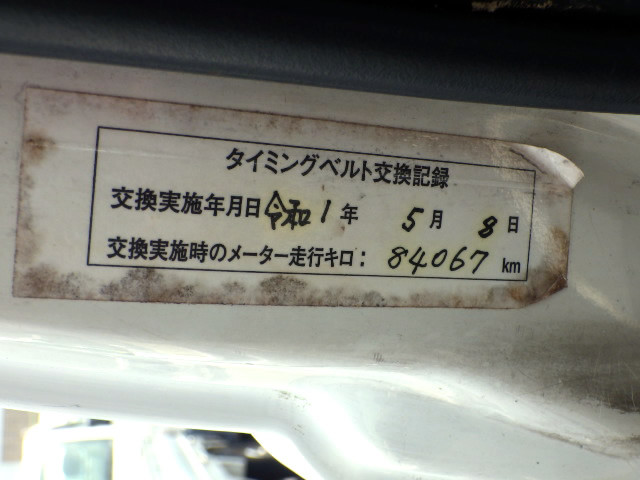 タイミングベルト交換記録
交換実施年月日 令和1年 5月 8日
交換実施時のメーター走行キロ： 84067 km